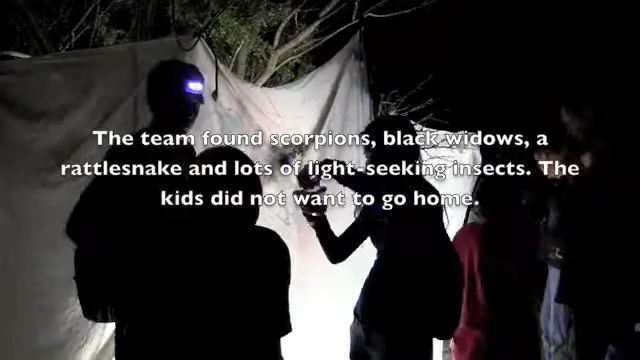 The team found scorpions, black widows, a
rattlesnake and lots of light-seeking insects. The
kids did not want to go home.